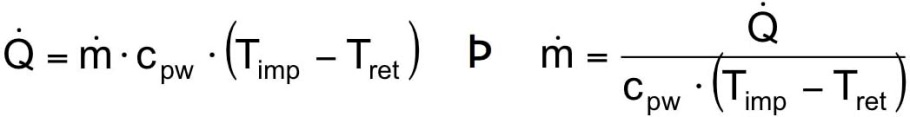 Q̇ = ṁ · c_pw · (T_imp − T_ret) Þ ṁ = Q̇ / (c_pw · (T_imp − T_ret))